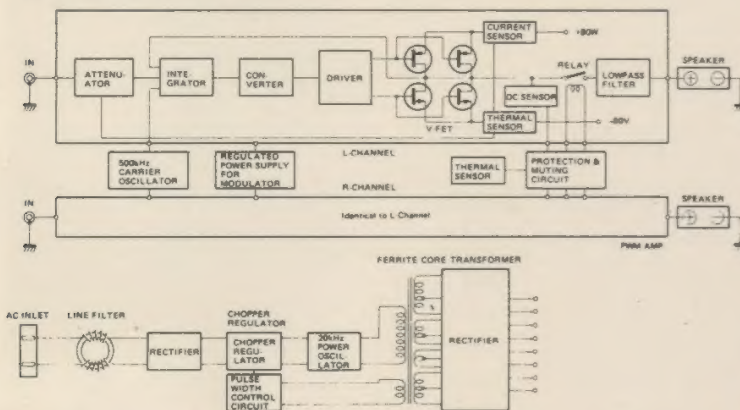 CURRENT
SENSOR
+80W
IN
ATTENU-
ATOR
INTE-
GRATOR
CON-
VERTER
DRIVER
RELAY
LOWPASS
FILTER
SPEAKER
DC SENSOR
THERMAL
SENSOR
V-FET
-80V
L-CHANNEL
500kHz
CARRIER
OSCILLATOR
REGULATED
POWER SUPPLY
FOR
MODULATOR
THERMAL
SENSOR
PROTECTION &
MUTING
CIRCUIT
R-CHANNEL
IN
Identical to L Channel
SPEAKER
PWM AMP
FERRITE CORE TRANSFORMER
AC INLET
LINE FILTER
CHOPPER
REGULATOR
RECTIFIER
CHOPPER
REGU-
LATOR
20kHz
POWER
OSCIL-
LATOR
RECTIFIER
PULSE
WIDTH
CONTROL
CIRCUIT